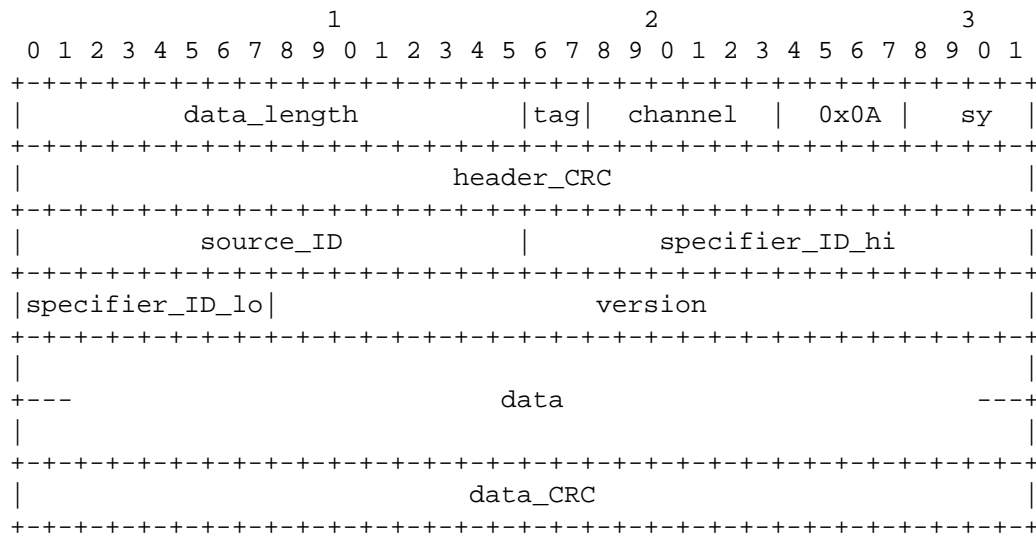 1                   2                   3
 0 1 2 3 4 5 6 7 8 9 0 1 2 3 4 5 6 7 8 9 0 1 2 3 4 5 6 7 8 9 0 1
+-+-+-+-+-+-+-+-+-+-+-+-+-+-+-+-+-+-+-+-+-+-+-+-+-+-+-+-+-+-+-+-+
|          data_length          |tag|  channel  |  0x0A |   sy  |
+-+-+-+-+-+-+-+-+-+-+-+-+-+-+-+-+-+-+-+-+-+-+-+-+-+-+-+-+-+-+-+-+
|                           header_CRC                          |
+-+-+-+-+-+-+-+-+-+-+-+-+-+-+-+-+-+-+-+-+-+-+-+-+-+-+-+-+-+-+-+-+
|           source_ID           |        specifier_ID_hi        |
+-+-+-+-+-+-+-+-+-+-+-+-+-+-+-+-+-+-+-+-+-+-+-+-+-+-+-+-+-+-+-+-+
|specifier_ID_lo|                    version                    |
+-+-+-+-+-+-+-+-+-+-+-+-+-+-+-+-+-+-+-+-+-+-+-+-+-+-+-+-+-+-+-+-+
|                                                               |
+---                           data                          ---+
|                                                               |
+-+-+-+-+-+-+-+-+-+-+-+-+-+-+-+-+-+-+-+-+-+-+-+-+-+-+-+-+-+-+-+-+
|                            data_CRC                           |
+-+-+-+-+-+-+-+-+-+-+-+-+-+-+-+-+-+-+-+-+-+-+-+-+-+-+-+-+-+-+-+-+